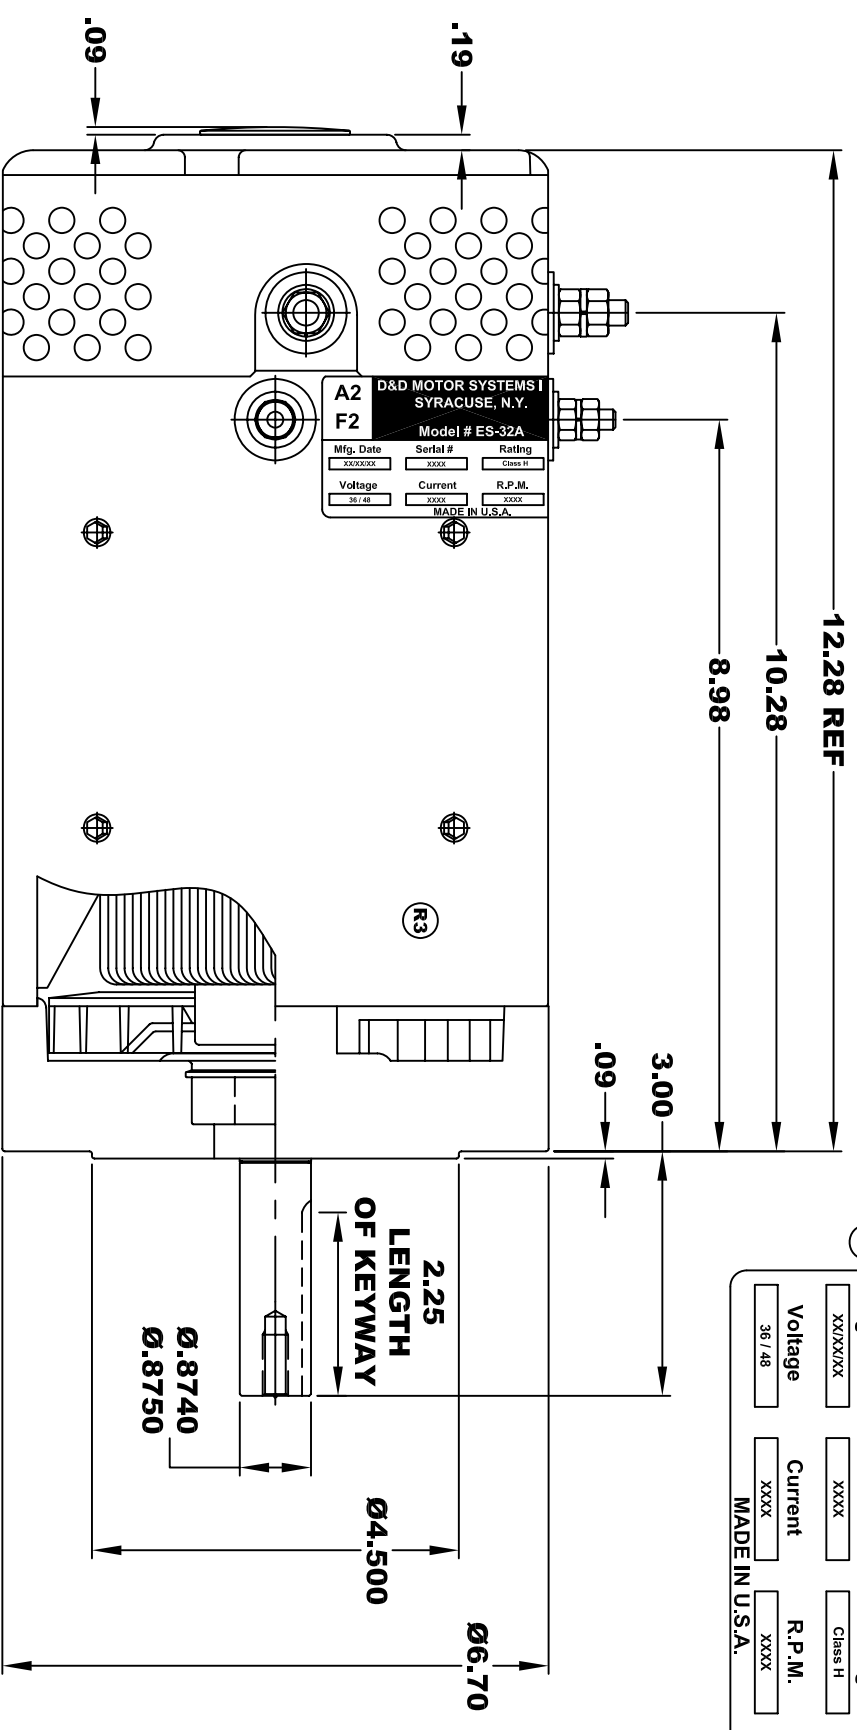 .09
.19
12.28 REF
10.28
8.98
A2
F2
D&D MOTOR SYSTEMS I
SYRACUSE, N.Y.
Model # ES-32A
Mfg. Date Serial # Rating
XX/XX/XX XXXX Class H
Voltage Current R.P.M.
36 / 48 XXXX XXXX
MADE IN U.S.A.
R3
.09
3.00
2.25
LENGTH
OF KEYWAY
Ø.8740
Ø.8750
Ø4.500
Ø6.70
XX/XX/XX XXXX Class H
Voltage Current R.P.M.
36 / 48 XXXX XXXX
MADE IN U.S.A.